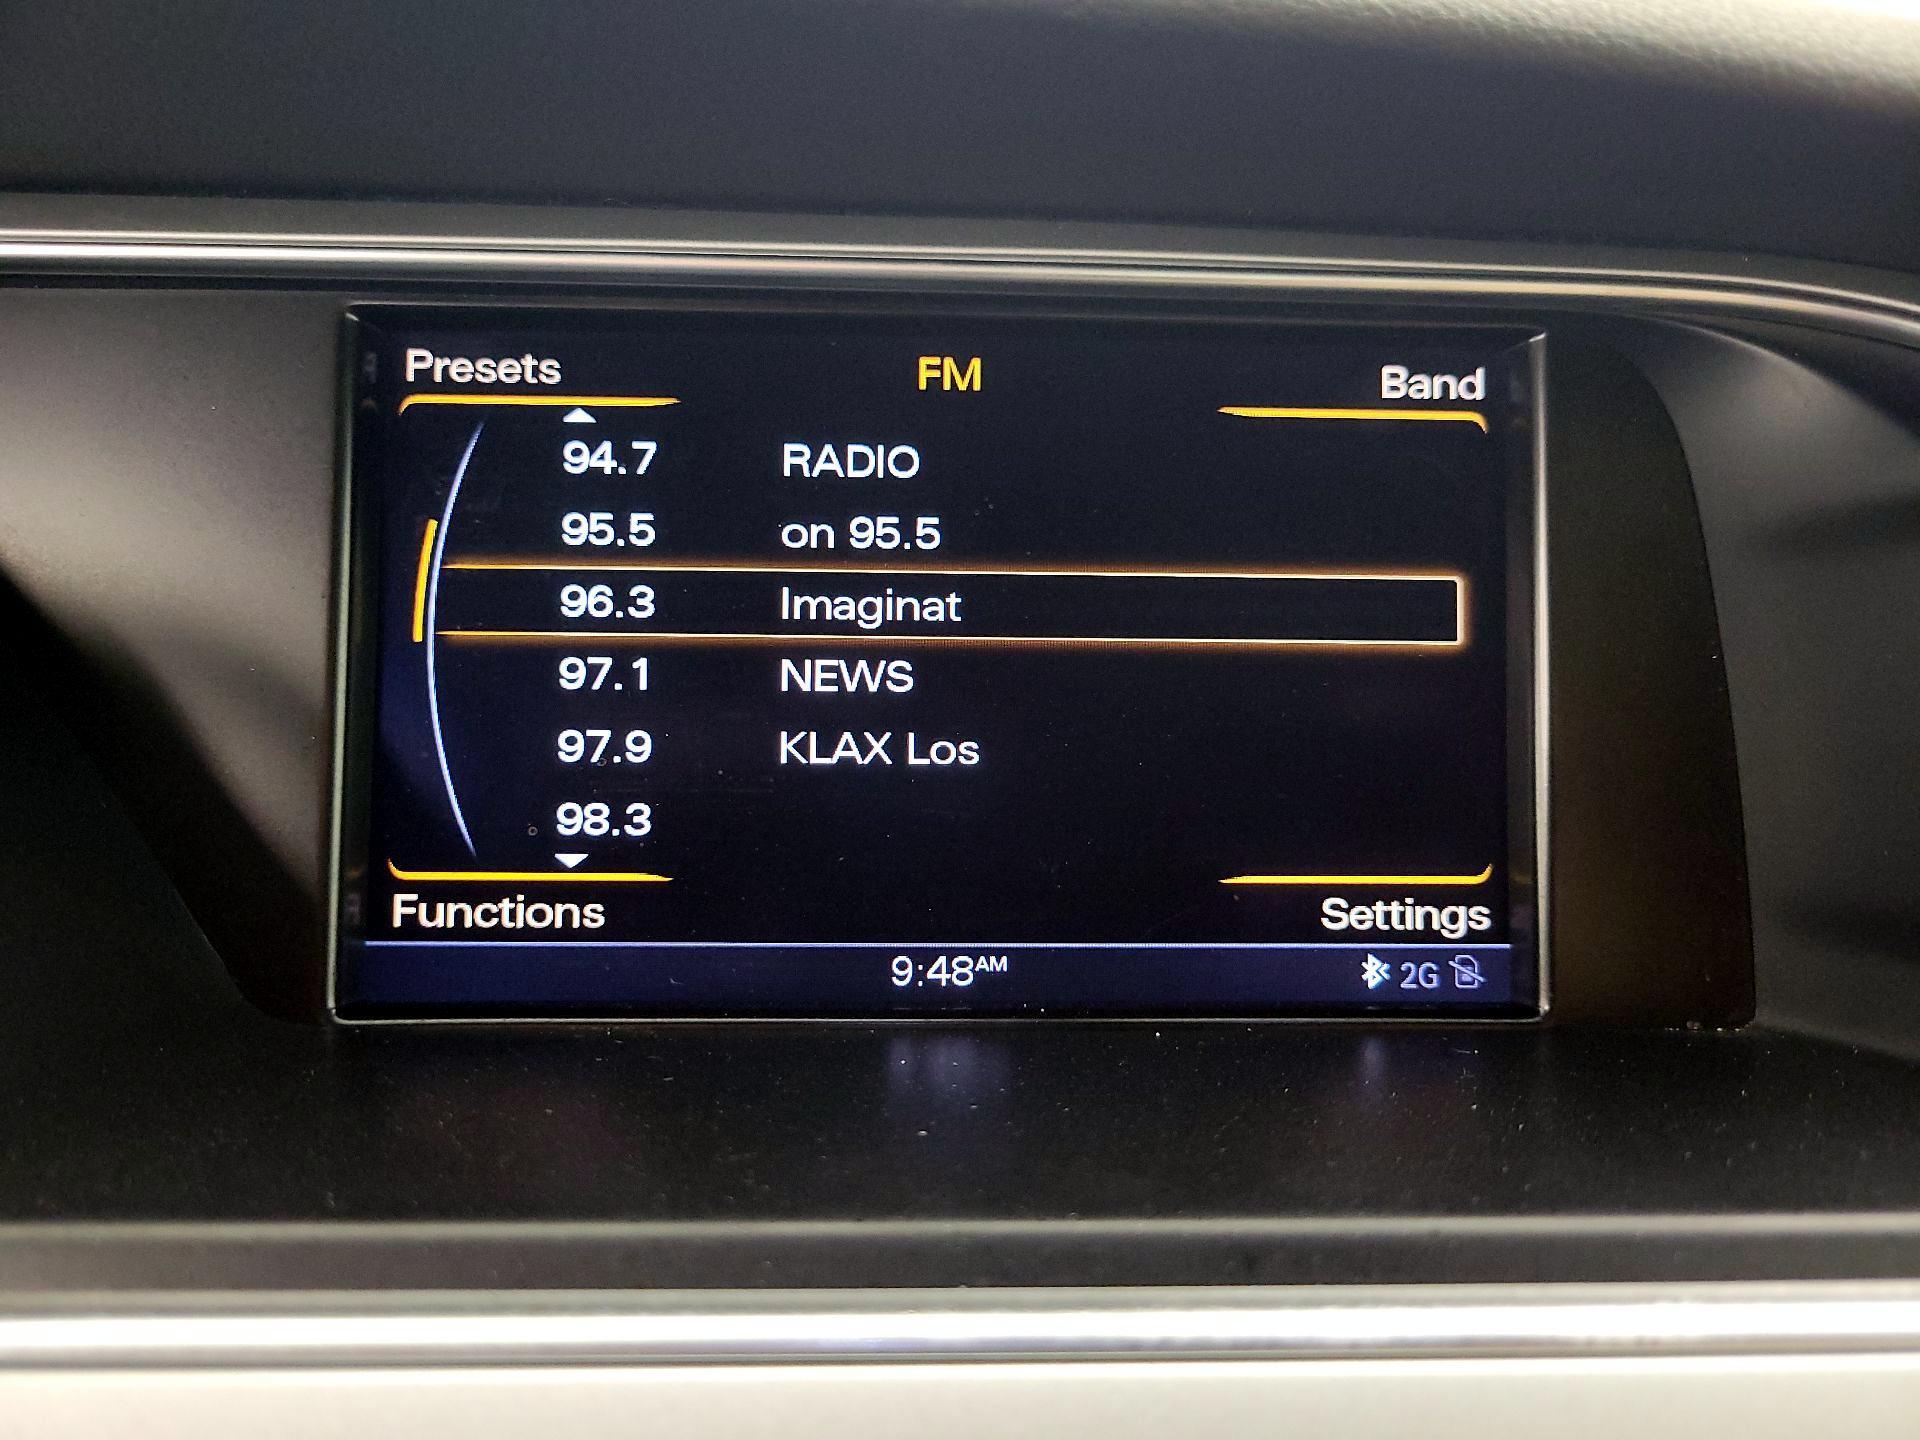 Presets FM Band
94.7 RADIO
95.5 on 95.5
96.3 Imaginat
97.1 NEWS
97.9 KLAX Los
98.3
Functions Settings
9:48AM 2G